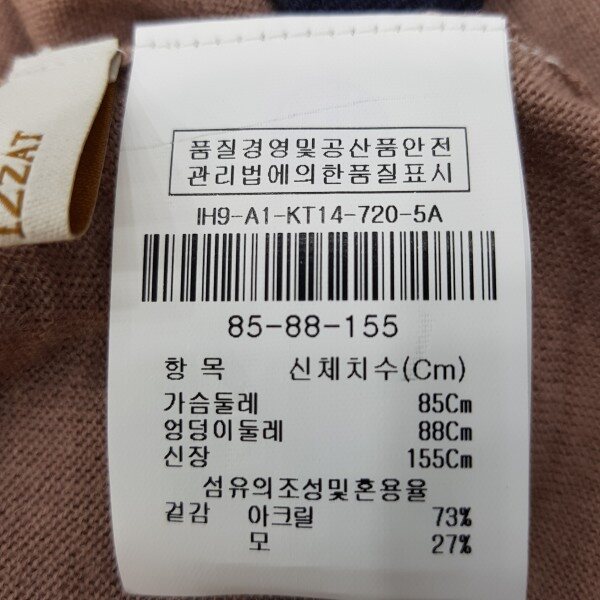 IZZAT
품질경영및공산품안전
관리법에의한품질표시
IH9-A1-KT14-720-5A
85-88-155
항 목 신체치수(Cm)
가슴둘레 85Cm
엉덩이둘레 88Cm
신장 155Cm
섬유의조성및혼용율
겉감 아크릴 73%
모 27%